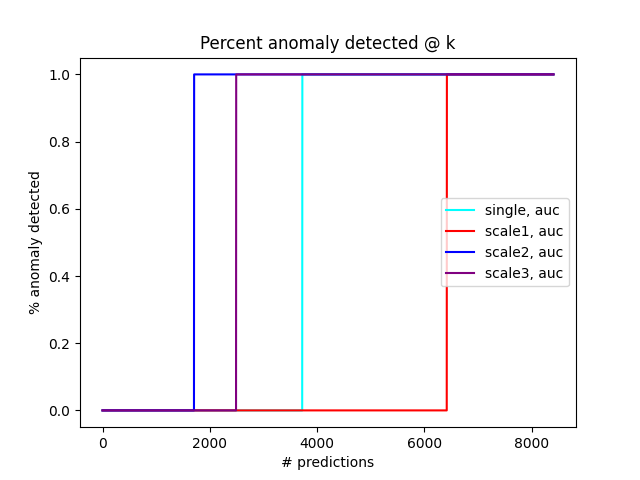 Percent anomaly detected @ k
% anomaly detected
1.0
0.8
0.6
0.4
0.2
0.0
single, auc
scale1, auc
scale2, auc
scale3, auc
0 2000 4000 6000 8000
# predictions